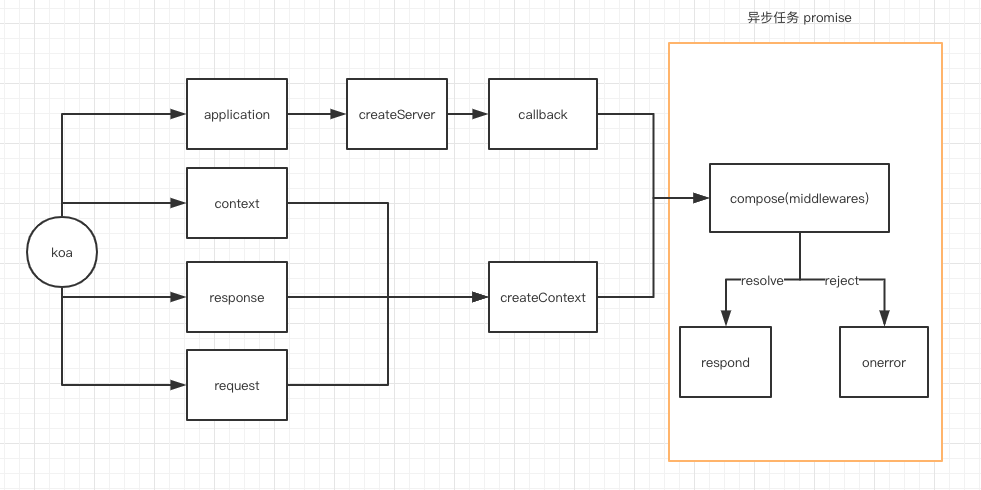 异步任务 promise
application
createServer
callback
context
compose(middlewares)
koa
resolve
reject
response
createContext
respond
onerror
request